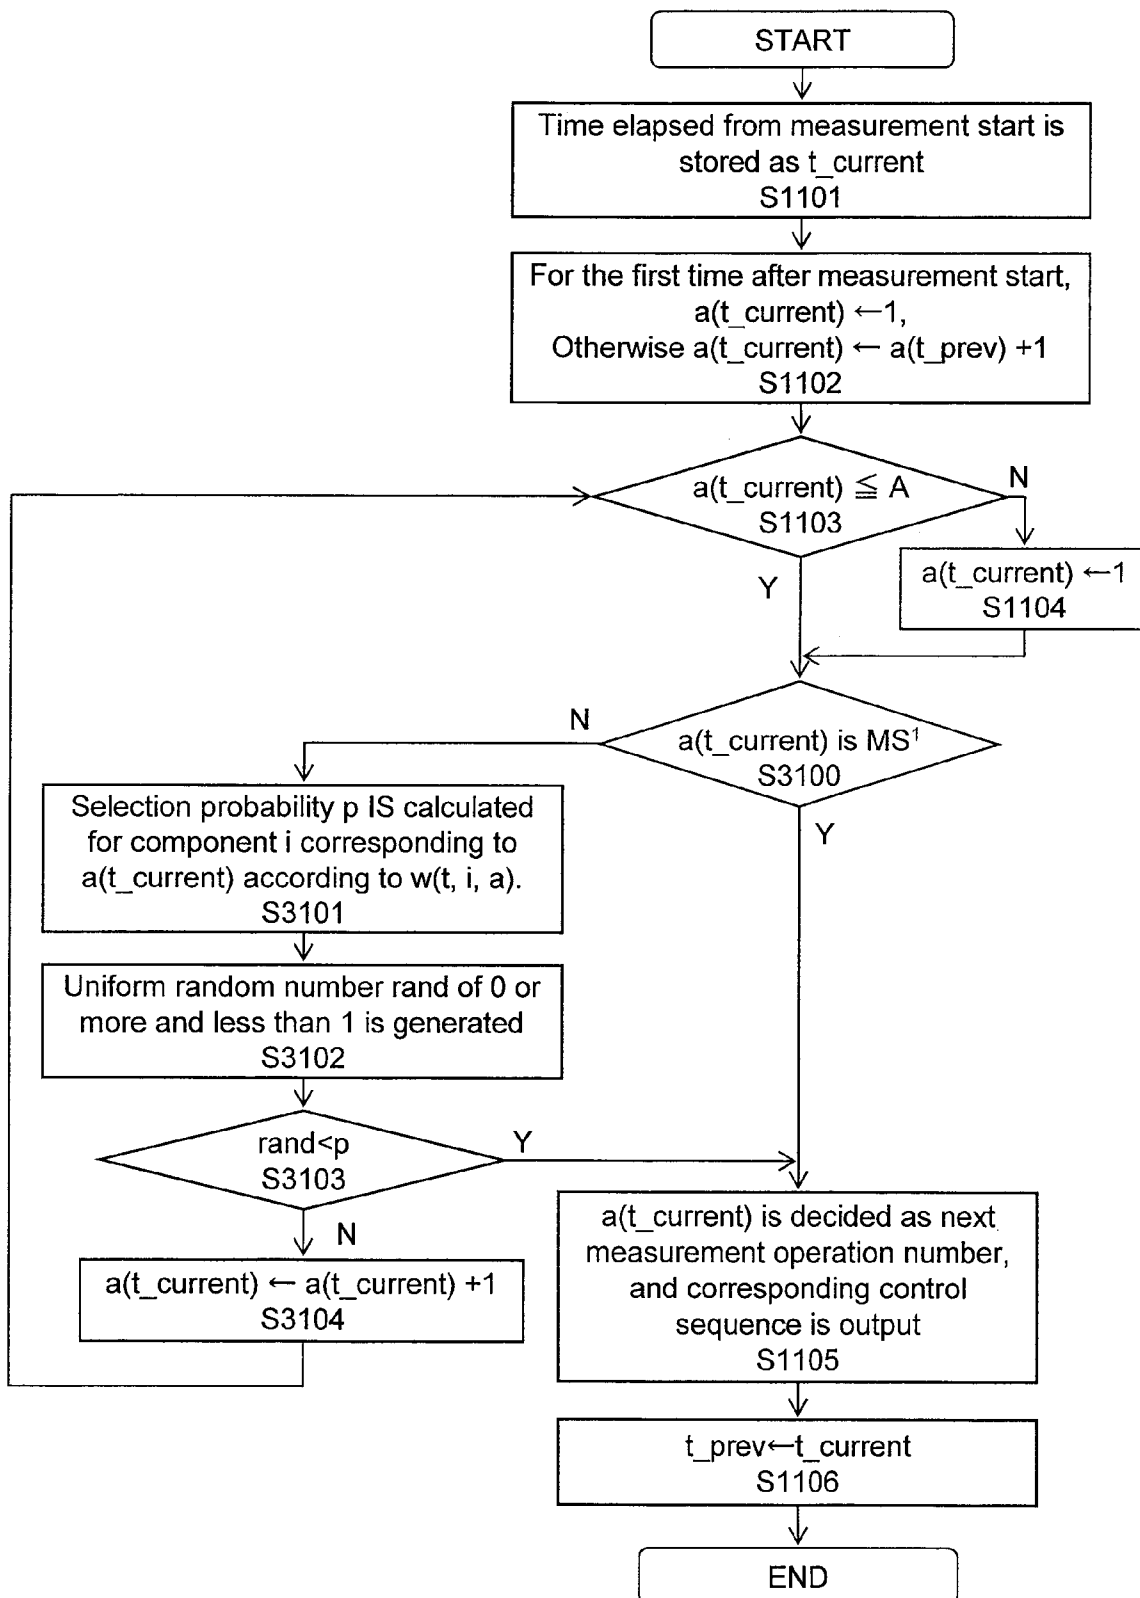 START
Time elapsed from measurement start is
stored as t_current
S1101
For the first time after measurement start,
a(t_current) ←1,
Otherwise a(t_current) ← a(t_prev) +1
S1102
a(t_current) ≦ A
S1103
N
Y
a(t_current) ←1
S1104
a(t_current) is MS¹
S3100
N
Y
Selection probability p IS calculated
for component i corresponding to
a(t_current) according to w(t, i, a).
S3101
Uniform random number rand of 0 or
more and less than 1 is generated
S3102
rand<p
S3103
Y
N
a(t_current) ← a(t_current) +1
S3104
a(t_current) is decided as next
measurement operation number,
and corresponding control
sequence is output
S1105
t_prev←t_current
S1106
END